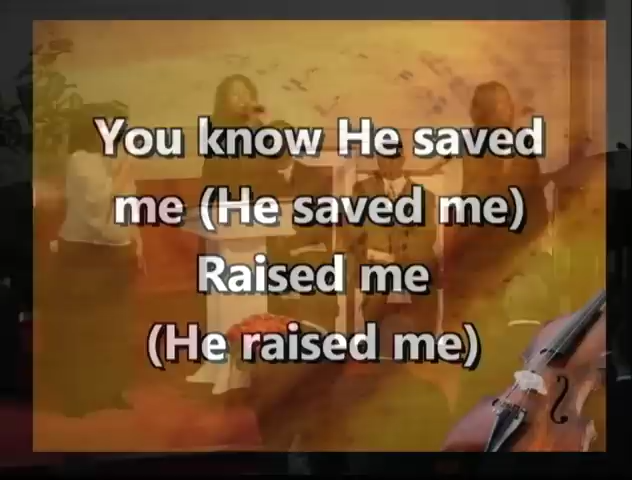 You know He saved
me (He saved me)
Raised me
(He raised me)